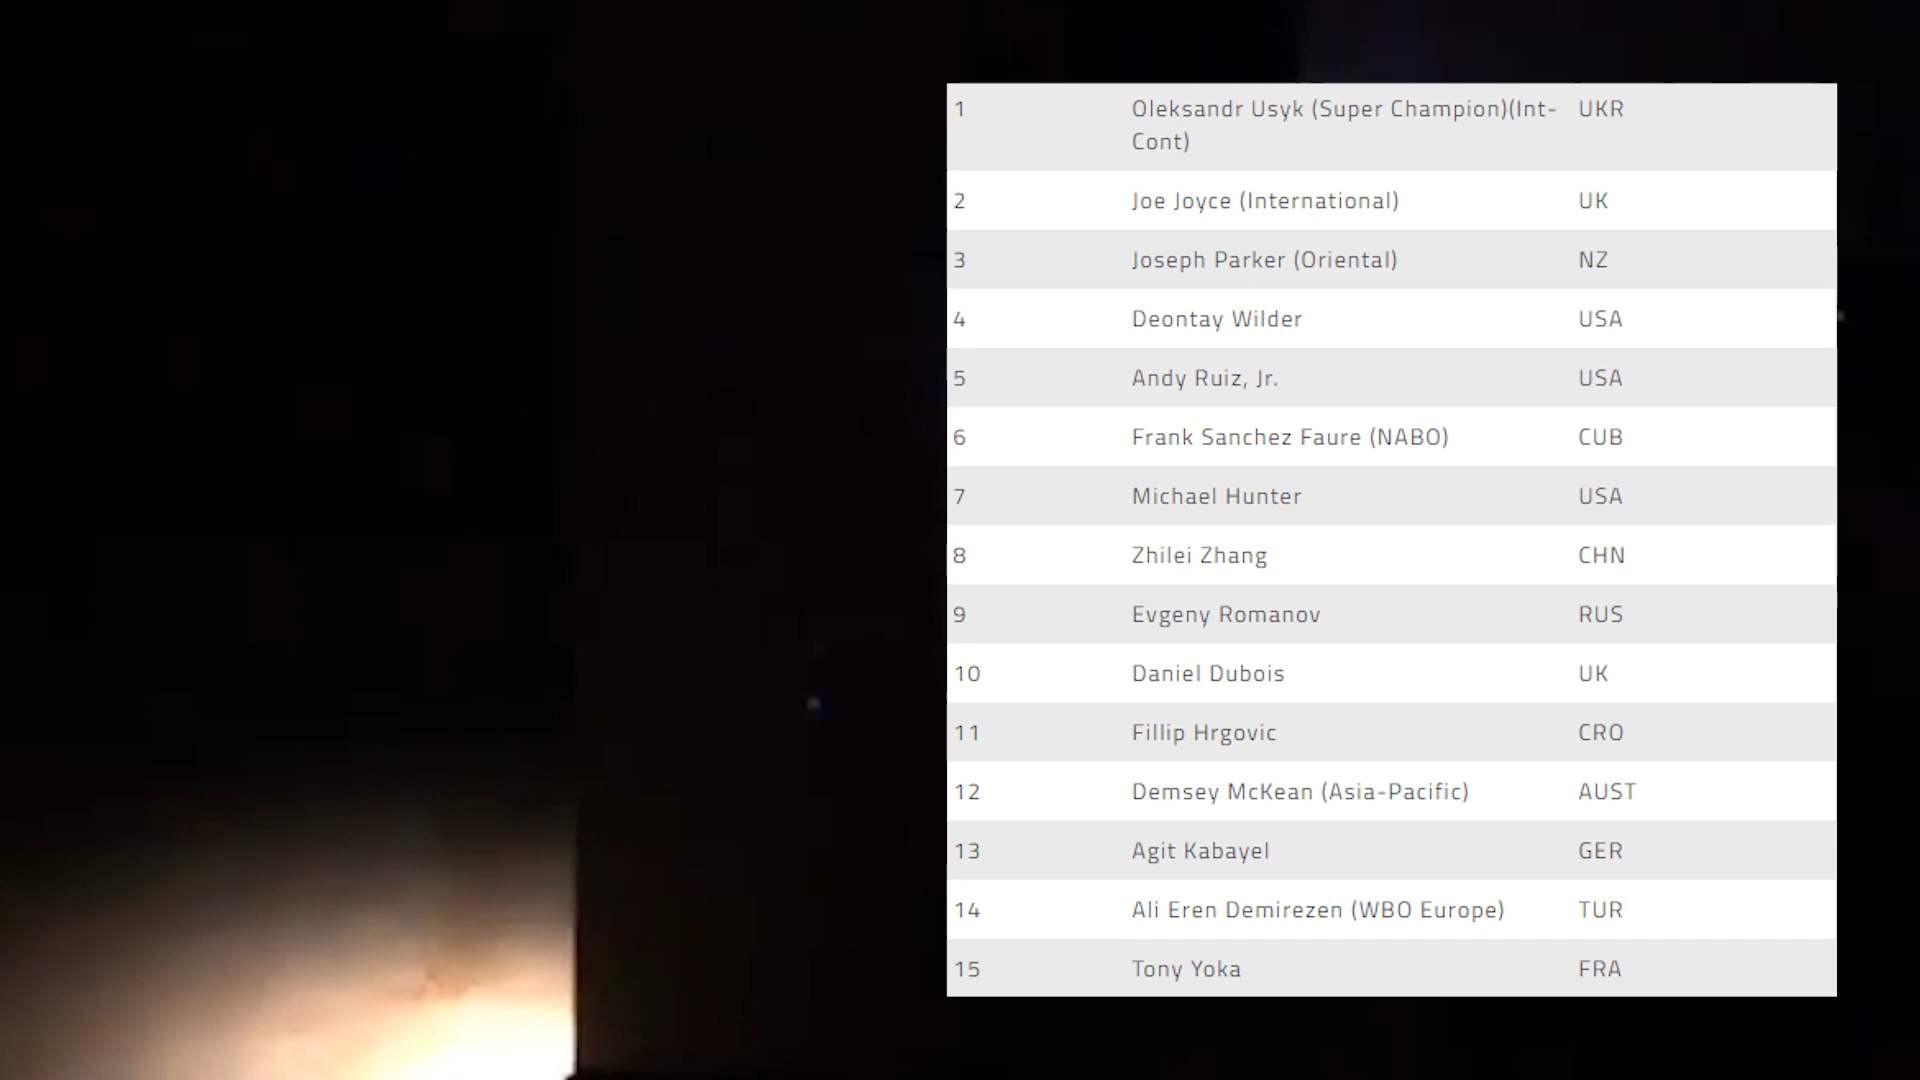 1 Oleksandr Usyk (Super Champion)(Int- UKR
Cont)
2 Joe Joyce (International) UK
3 Joseph Parker (Oriental) NZ
4 Deontay Wilder USA
5 Andy Ruiz, Jr. USA
6 Frank Sanchez Faure (NABO) CUB
7 Michael Hunter USA
8 Zhilei Zhang CHN
9 Evgeny Romanov RUS
10 Daniel Dubois UK
11 Fillip Hrgovic CRO
12 Demsey McKean (Asia-Pacific) AUST
13 Agit Kabayel GER
14 Ali Eren Demirezen (WBO Europe) TUR
15 Tony Yoka FRA